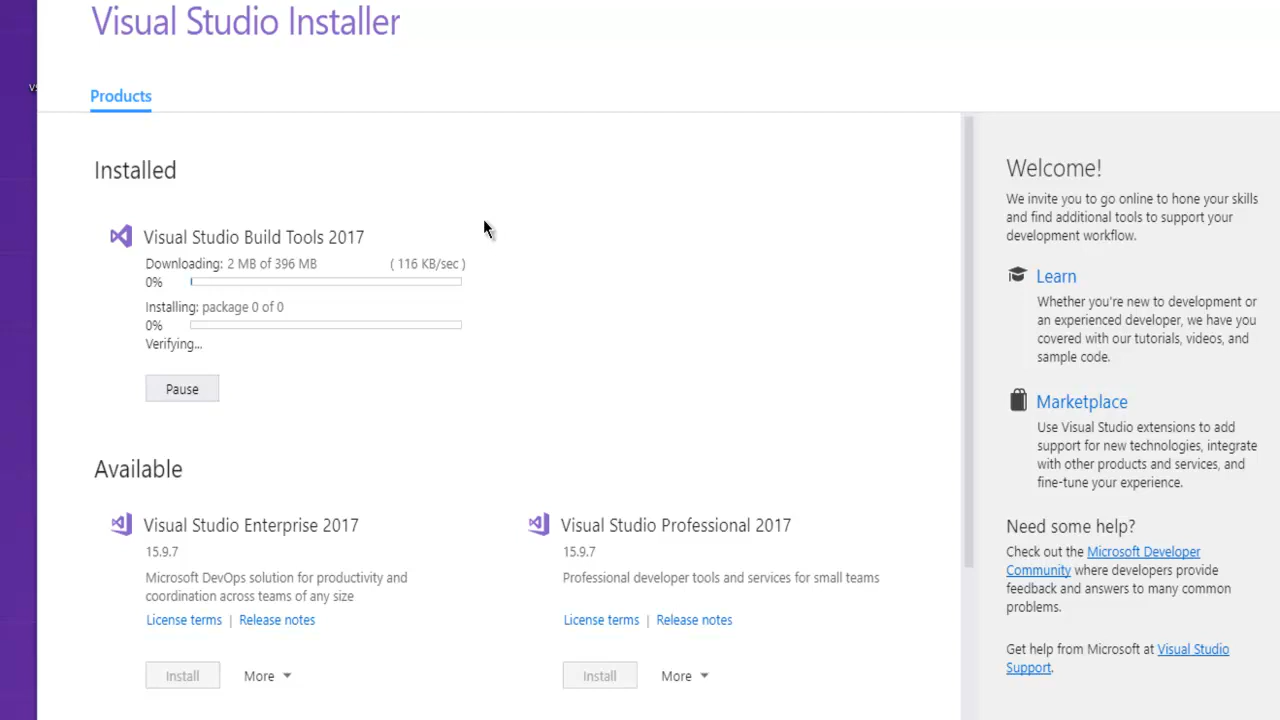 Visual Studio Installer
Products
Installed
Visual Studio Build Tools 2017
Downloading: 2 MB of 396 MB ( 116 KB/sec )
0%
Installing: package 0 of 0
0%
Verifying...
Pause
Available
Visual Studio Enterprise 2017
15.9.7
Microsoft DevOps solution for productivity and
coordination across teams of any size
License terms | Release notes
Install More
Visual Studio Professional 2017
15.9.7
Professional developer tools and services for small teams
License terms | Release notes
Install More
Welcome!
We invite you to go online to hone your skills
and find additional tools to support your
development workflow.
Learn
Whether you're new to development or
an experienced developer, we have you
covered with our tutorials, videos, and
sample code.
Marketplace
Use Visual Studio extensions to add
support for new technologies, integrate
with other products and services, and
fine-tune your experience.
Need some help?
Check out the Microsoft Developer
Community where developers provide
feedback and answers to many common
problems.
Get help from Microsoft at Visual Studio
Support.